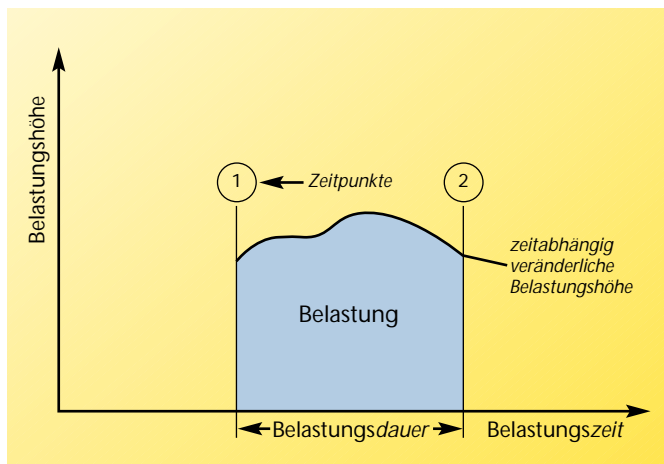 Belastungshöhe
1
Zeitpunkte
2
zeitabhängig
veränderliche
Belastungshöhe
Belastung
Belastungsdauer
Belastungszeit